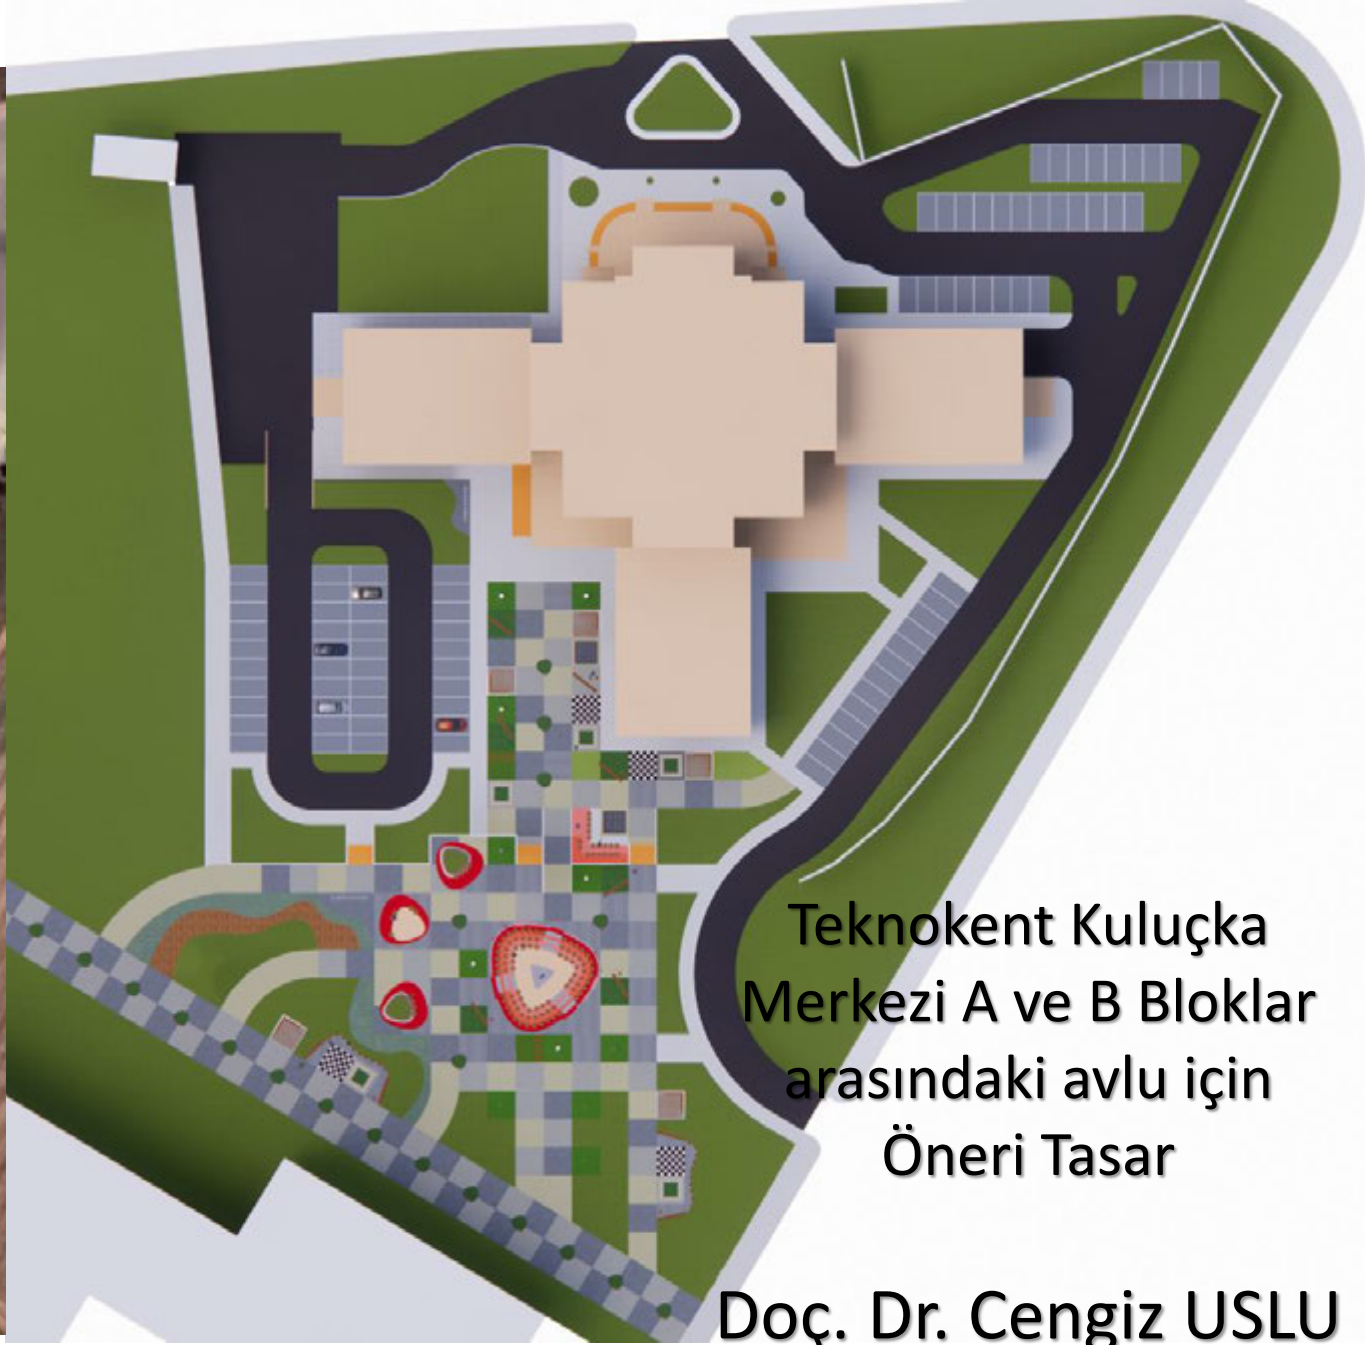 Teknokent Kuluçka
Merkezi A ve B Bloklar
arasındaki avlu için
Öneri Tasar
Doç. Dr. Cengiz USLU